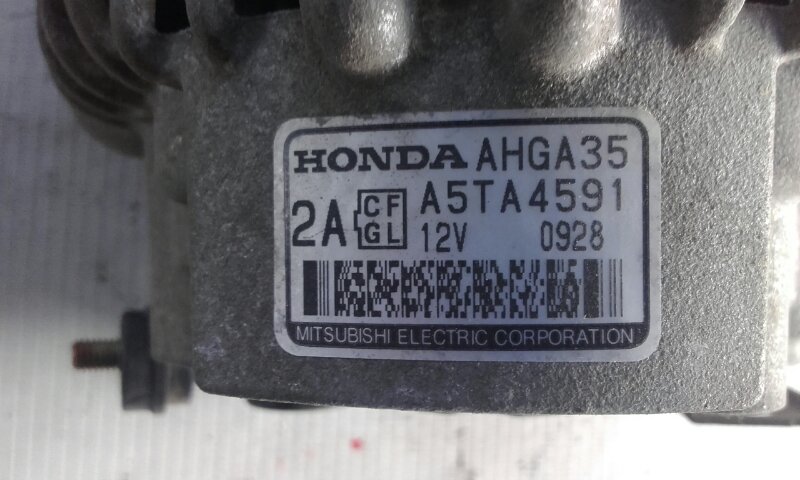 HONDA AHGA35
2A CF GL A5TA4591
12V 0928
MITSUBISHI ELECTRIC CORPORATION